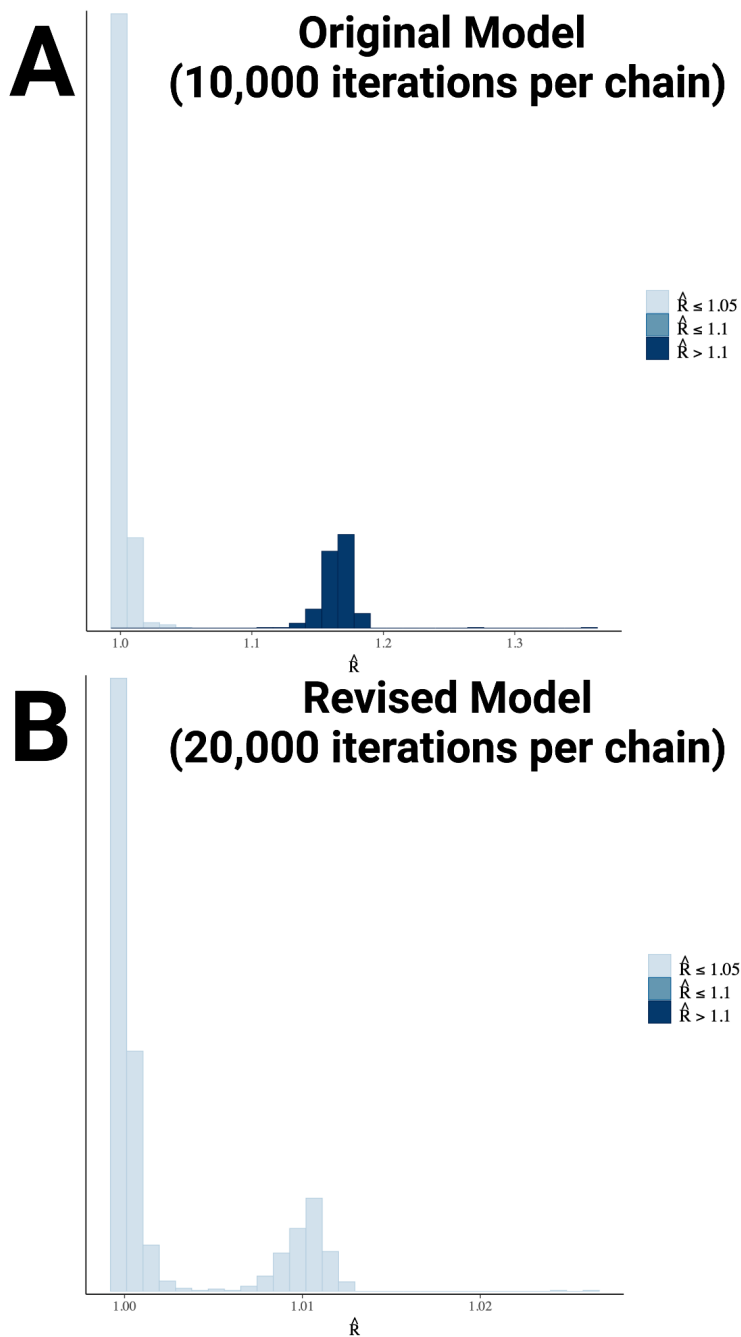 A
Original Model
(10,000 iterations per chain)
R̂ ≤ 1.05
R̂ ≤ 1.1
R̂ > 1.1
1.0 1.1 1.2 1.3
R̂
B
Revised Model
(20,000 iterations per chain)
R̂ ≤ 1.05
R̂ ≤ 1.1
R̂ > 1.1
1.00 1.01 1.02
R̂